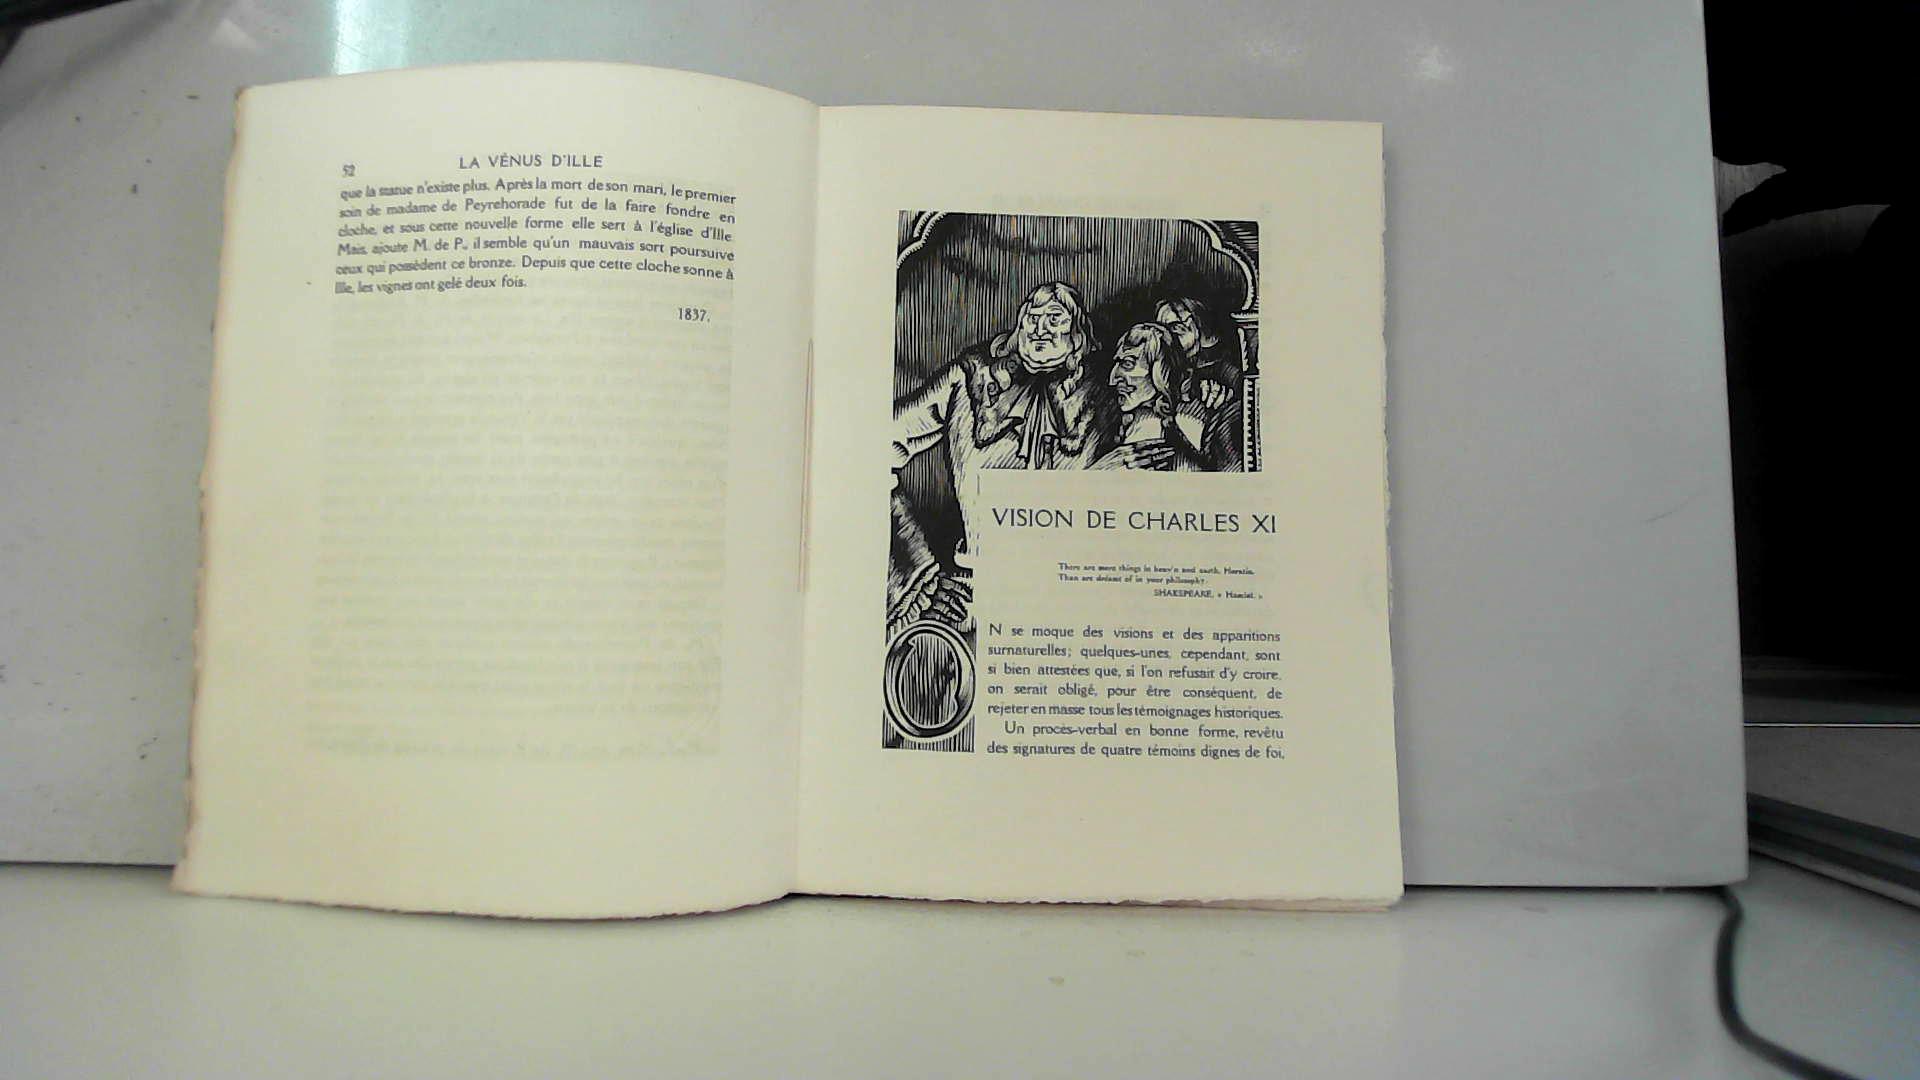 52
LA VÉNUS D'ILLE
que la statue n'existe plus. Après la mort de son mari, le premier
soin de madame de Peyrehorade fut de la faire fondre en
cloche, et sous cette nouvelle forme elle sert à l'église d'Ille.
Mais, ajoute M. de P., il semble qu'un mauvais sort poursuive
ceux qui possèdent ce bronze. Depuis que cette cloche sonne à
Ille, les vignes ont gelé deux fois.
1837.
VISION DE CHARLES XI
There are more things in heav'n and earth, Horatio,
Than are dreamt of in your philosophy.
SHAKSPEARE, « Hamlet. »
O
N se moque des visions et des apparitions
surnaturelles; quelques-unes, cependant, sont
si bien attestées que, si l'on refusait d'y croire,
on serait obligé, pour être conséquent, de
rejeter en masse tous les témoignages historiques.
Un procès-verbal en bonne forme, revêtu
des signatures de quatre témoins dignes de foi,